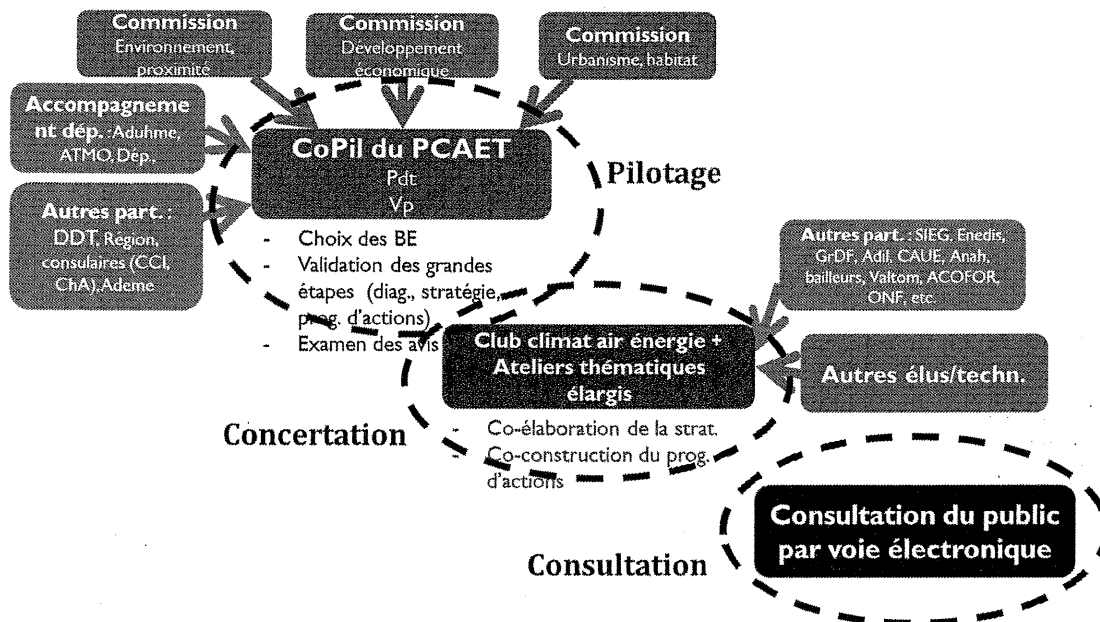 Commission
Environnement,
proximité
Commission
Développement
économique
Commission
Urbanisme, habitat
Accompagneme
nt dép. : Aduhme,
ATMO, Dép.,
CoPil du PCAET
Pdt
Vp
Pilotage
Autres part. :
DDT, Région,
consulaires (CCI,
ChA), Ademe
- Choix des BE
- Validation des grandes
étapes (diag., stratégie,
prog. d'actions)
- Examen des avis
Autres part. : SIEG, Enedis,
GrDF, Adil, CAUE, Anah,
bailleurs, Valtom, ACOFOR,
ONF, etc.
Club climat air énergie +
Ateliers thématiques
élargis
Autres élus/techn.
Concertation
- Co-élaboration de la strat.
- Co-construction du prog.
d'actions
Consultation du public
par voie électronique
Consultation